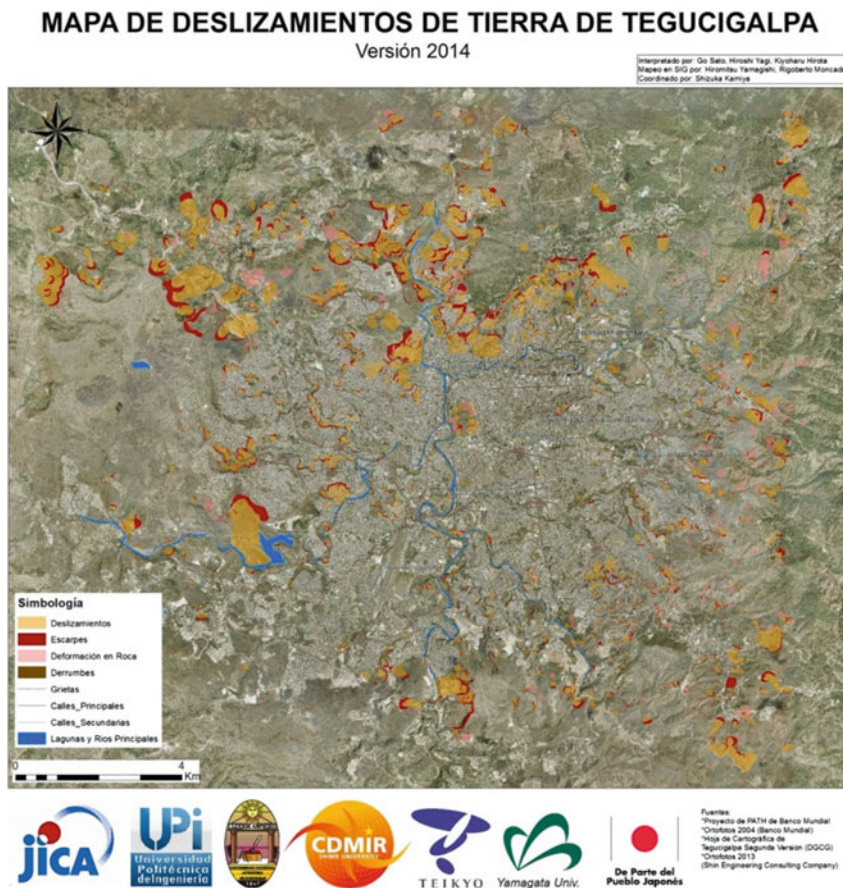 MAPA DE DESLIZAMIENTOS DE TIERRA DE TEGUCIGALPA
Versión 2014
Interpretado por: Go Sato, Hiroshi Yagi, Kiyoharu Hirota
Mapeo en SIG por: Hiromitsu Yamagishi, Rigoberto Moncada
Coordinado por: Shizuka Kamiya
Simbología
Deslizamientos
Escarpes
Deformación en Roca
Derrumbes
Grietas
Calles_Principales
Calles_Secundarias
Lagunas y Rios Principales
0 4
Km
jICA
UPi
Universidad
Politécnica
deIngeniería
CDMIR
SHINZ UNIVERSITY
TEIKYO
Yamagata Univ.
De Parte del
Pueblo Japonés
Fuentes:
*Proyecto de PATH de Banco Mundial
*Ortofotos 2004 (Banco Mundial)
*Hoja de Cartográfica de
Tegucigalpa Segunda Version (DGCG)
*Ortofotos 2013
(Shin Engineering Consulting Company)